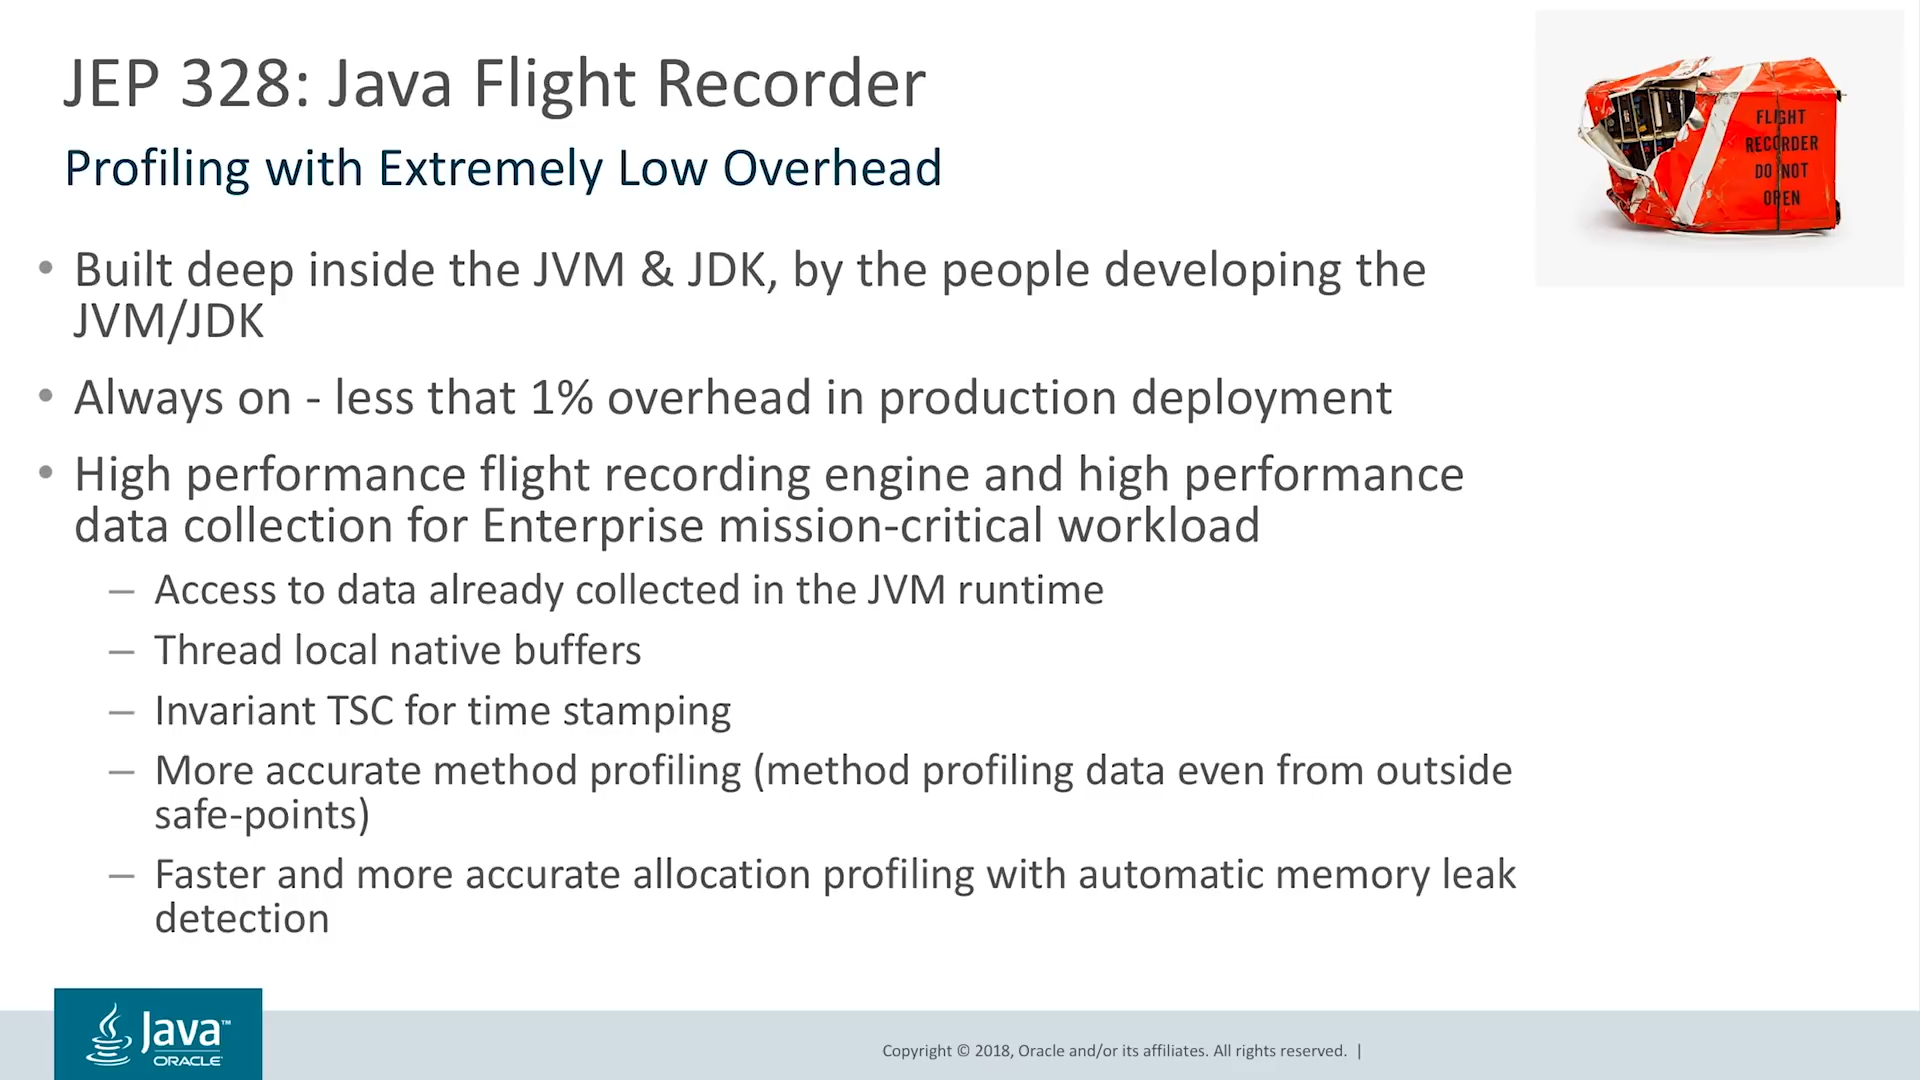 JEP 328: Java Flight Recorder
Profiling with Extremely Low Overhead
FLIGHT
RECORDER
DO NOT
OPEN
• Built deep inside the JVM & JDK, by the people developing the
JVM/JDK
• Always on - less that 1% overhead in production deployment
• High performance flight recording engine and high performance
data collection for Enterprise mission-critical workload
– Access to data already collected in the JVM runtime
– Thread local native buffers
– Invariant TSC for time stamping
– More accurate method profiling (method profiling data even from outside
safe-points)
– Faster and more accurate allocation profiling with automatic memory leak
detection
Java™
ORACLE
Copyright © 2018, Oracle and/or its affiliates. All rights reserved. |